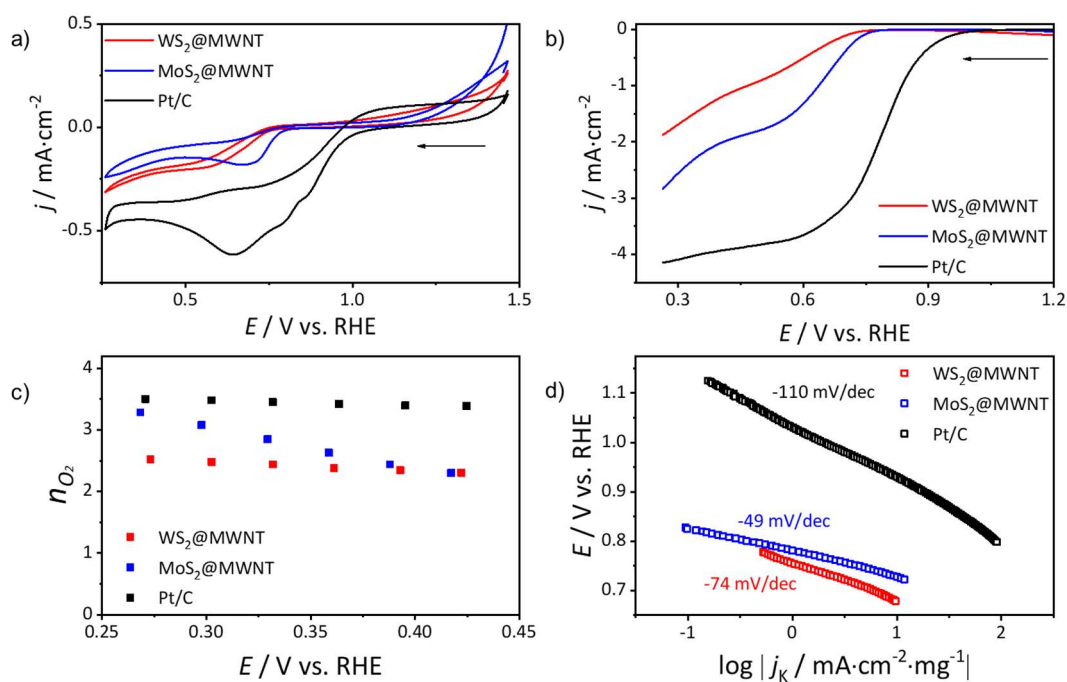 a)
0.5
0.0
-0.5
j / mA·cm⁻²
WS₂@MWNT
MoS₂@MWNT
Pt/C
0.5 1.0 1.5
E / V vs. RHE
b)
0
-1
-2
-3
-4
j / mA·cm⁻²
WS₂@MWNT
MoS₂@MWNT
Pt/C
0.3 0.6 0.9 1.2
E / V vs. RHE
c)
4
3
2
1
0
nO₂
WS₂@MWNT
MoS₂@MWNT
Pt/C
0.25 0.30 0.35 0.40 0.45
E / V vs. RHE
d)
1.1
1.0
0.9
0.8
0.7
E / V vs. RHE
-110 mV/dec
WS₂@MWNT
MoS₂@MWNT
Pt/C
-49 mV/dec
-74 mV/dec
-1 0 1 2
log |jK / mA·cm⁻²·mg⁻¹|